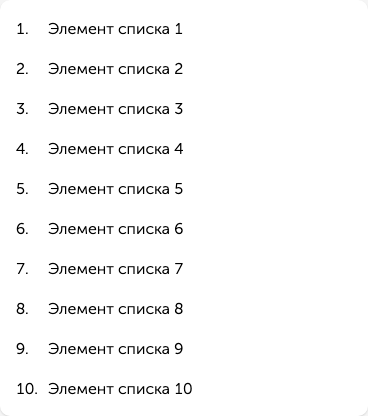 1. Элемент списка 1
2. Элемент списка 2
3. Элемент списка 3
4. Элемент списка 4
5. Элемент списка 5
6. Элемент списка 6
7. Элемент списка 7
8. Элемент списка 8
9. Элемент списка 9
10. Элемент списка 10